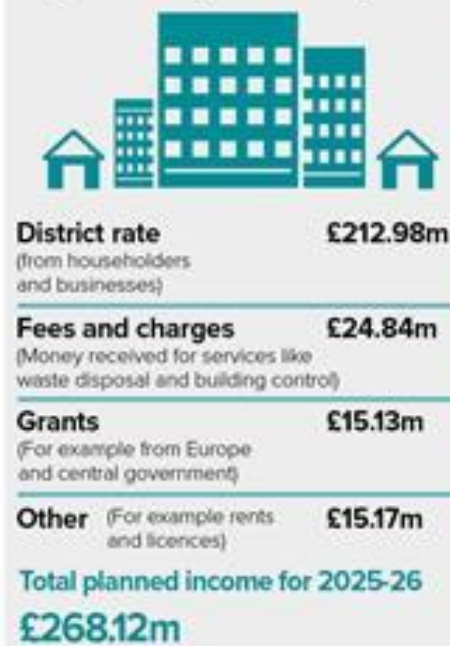 District rate £212.98m
(from householders
and businesses)
Fees and charges £24.84m
(Money received for services like
waste disposal and building control)
Grants £15.13m
(For example from Europe
and central government)
Other (For example rents £15.17m
and licences)
Total planned income for 2025-26
£268.12m